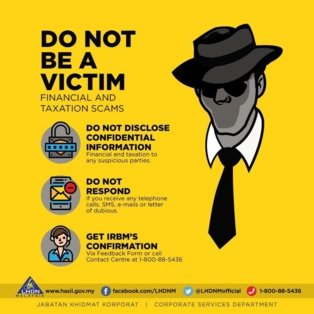 DO NOT
BE A
VICTIM
FINANCIAL AND
TAXATION SCAMS
DO NOT DISCLOSE
CONFIDENTIAL
INFORMATION
Financial and taxation to
any suspicious parties.
DO NOT
RESPOND
if you receive any telephone
calls, SMS, e-mails or letter
of dubious.
GET IRBM'S
CONFIRMATION
Via Feedback Form or call
Contact Centre at 1-800-88-5436
LHDN
MALAYSIA
www.hasil.gov.my
facebook.com/LHDNM
@LHDNMofficial
1-800-88-5436
JABATAN KHIDMAT KORPORAT | CORPORATE SERVICES DEPARTMENT